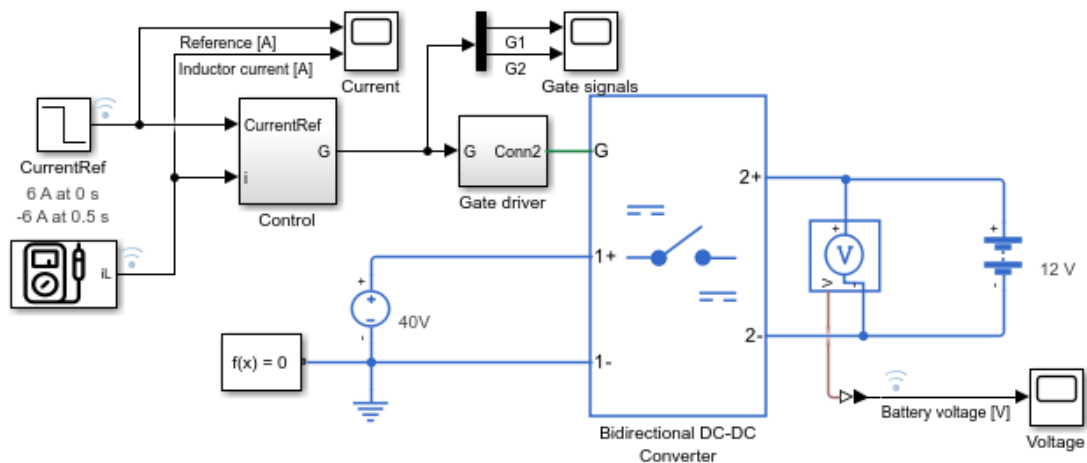 Reference [A]
Inductor current [A]
Current
G1
G2
Gate signals
CurrentRef
6 A at 0 s
-6 A at 0.5 s
CurrentRef
i
G
Control
G
Conn2
Gate driver
G
1+
1-
2+
2-
Bidirectional DC-DC
Converter
iL
+
-
40V
f(x) = 0
+
V
-
V
+
-
12 V
Battery voltage [V]
Voltage